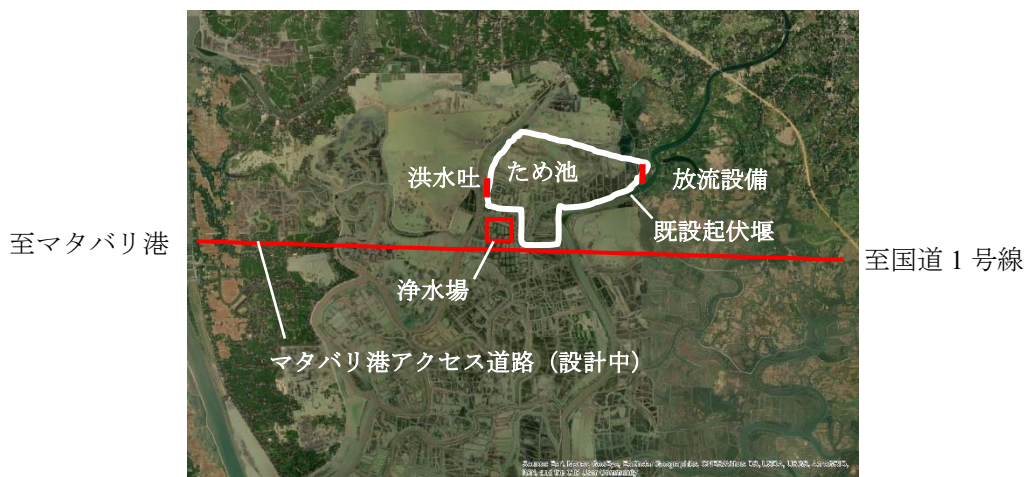 洪水吐
ため池
放流設備
既設起伏堰
至マタバリ港
至国道 1 号線
浄水場
マタバリ港アクセス道路（設計中）